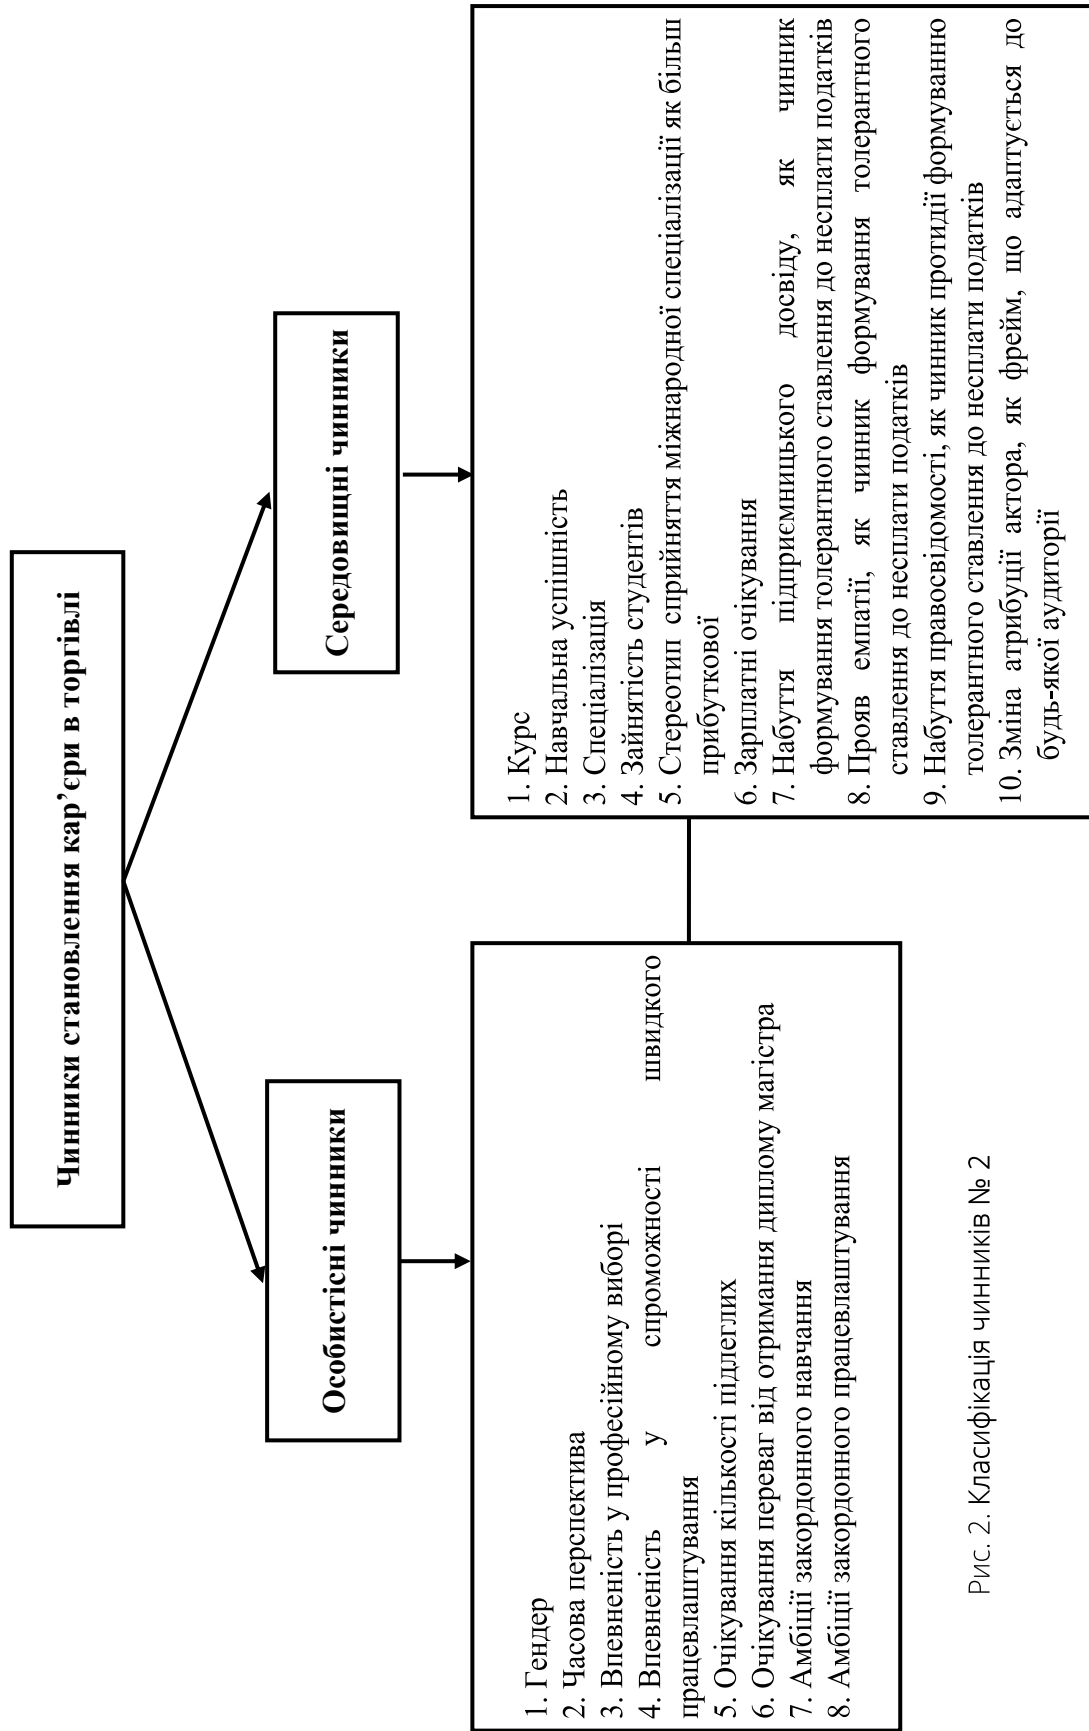 Чинники становлення кар’єри в торгівлі
Особистісні чинники
Середовищні чинники
1. Гендер
2. Часова перспектива
3. Впевненість у професійному виборі
4. Впевненість у спроможності швидкого
працевлаштування
5. Очікування кількості підлеглих
6. Очікування переваг від отримання диплому магістра
7. Амбіції закордонного навчання
8. Амбіції закордонного працевлаштування
1. Курс
2. Навчальна успішність
3. Спеціалізація
4. Зайнятість студентів
5. Стереотип сприйняття міжнародної спеціалізації як більш
прибуткової
6. Зарплатні очікування
7. Набуття підприємницького досвіду, як чинник
формування толерантного ставлення до несплати податків
8. Прояв емпатії, як чинник формування толерантного
ставлення до несплати податків
9. Набуття правосвідомості, як чинник протидії формуванню
толерантного ставлення до несплати податків
10. Зміна атрибуції актора, як фрейм, що адаптується до
будь-якої аудиторії
Рис. 2. Класифікація чинників № 2